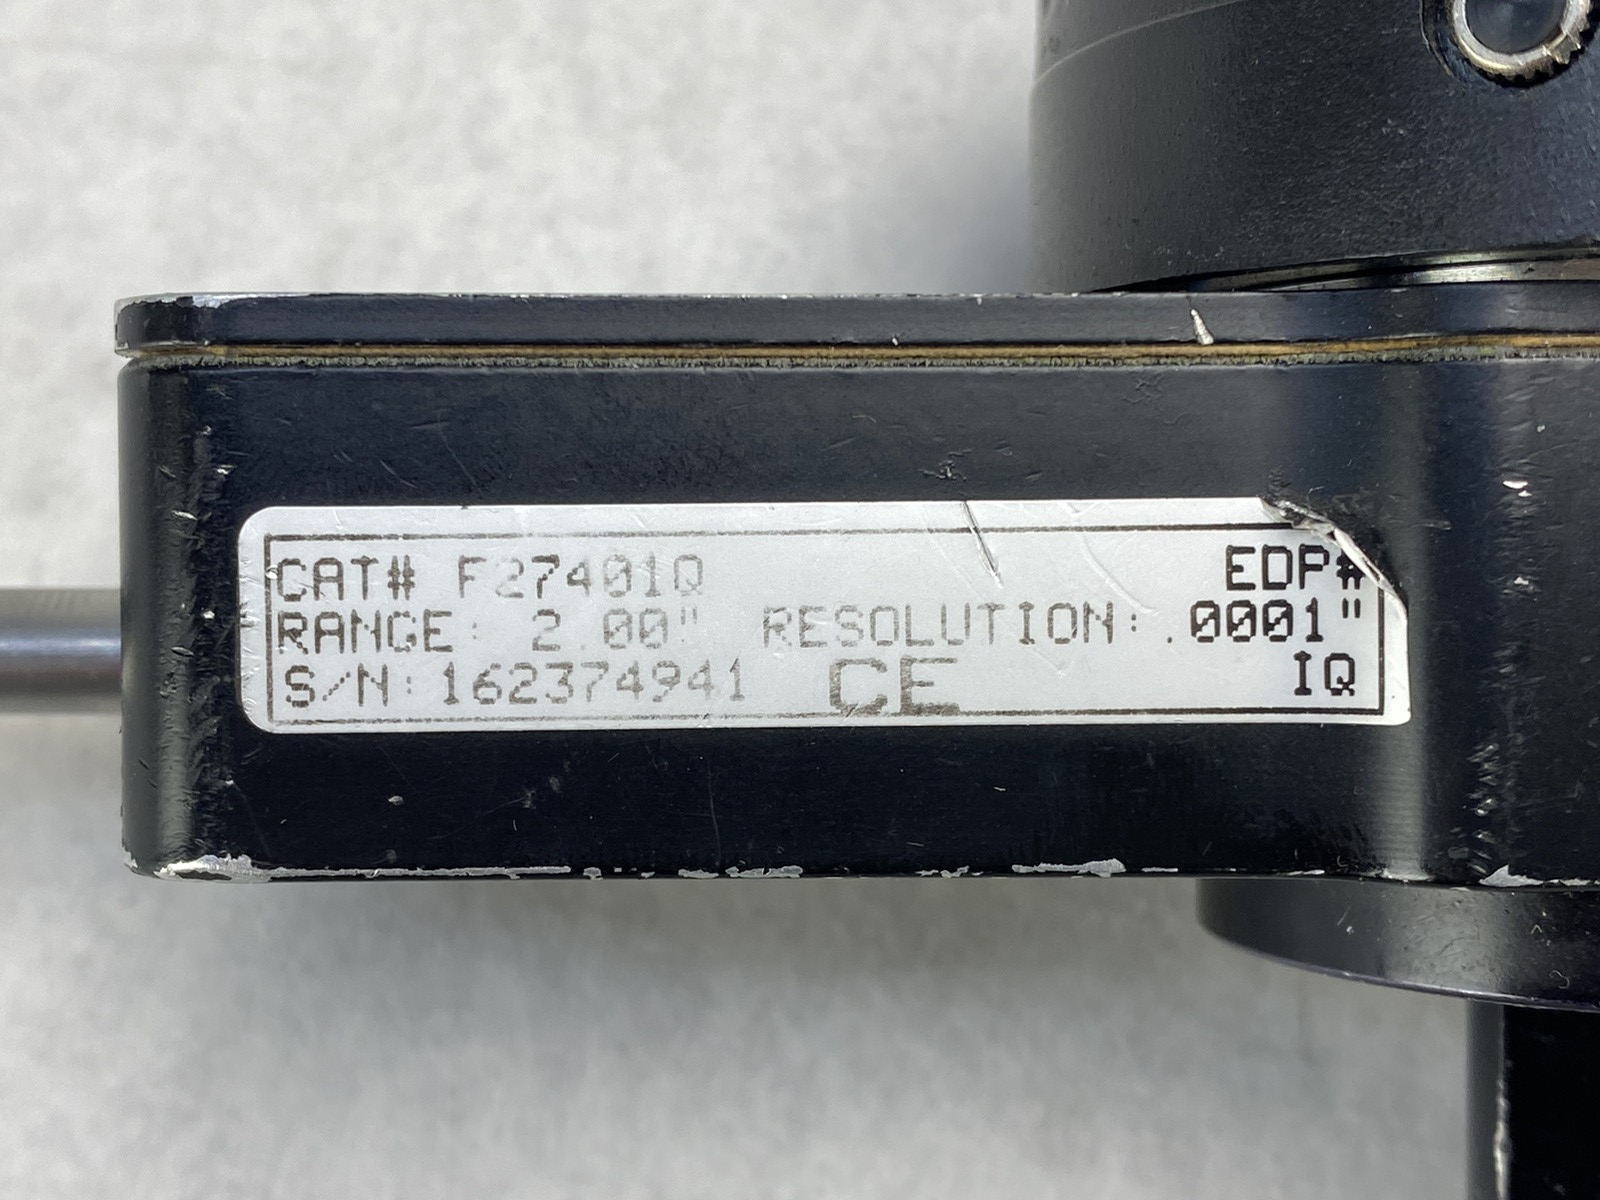 CAT# F27401Q EDP#
RANGE: 2.00" RESOLUTION: .0001"
S/N: 162374941 CE IQ